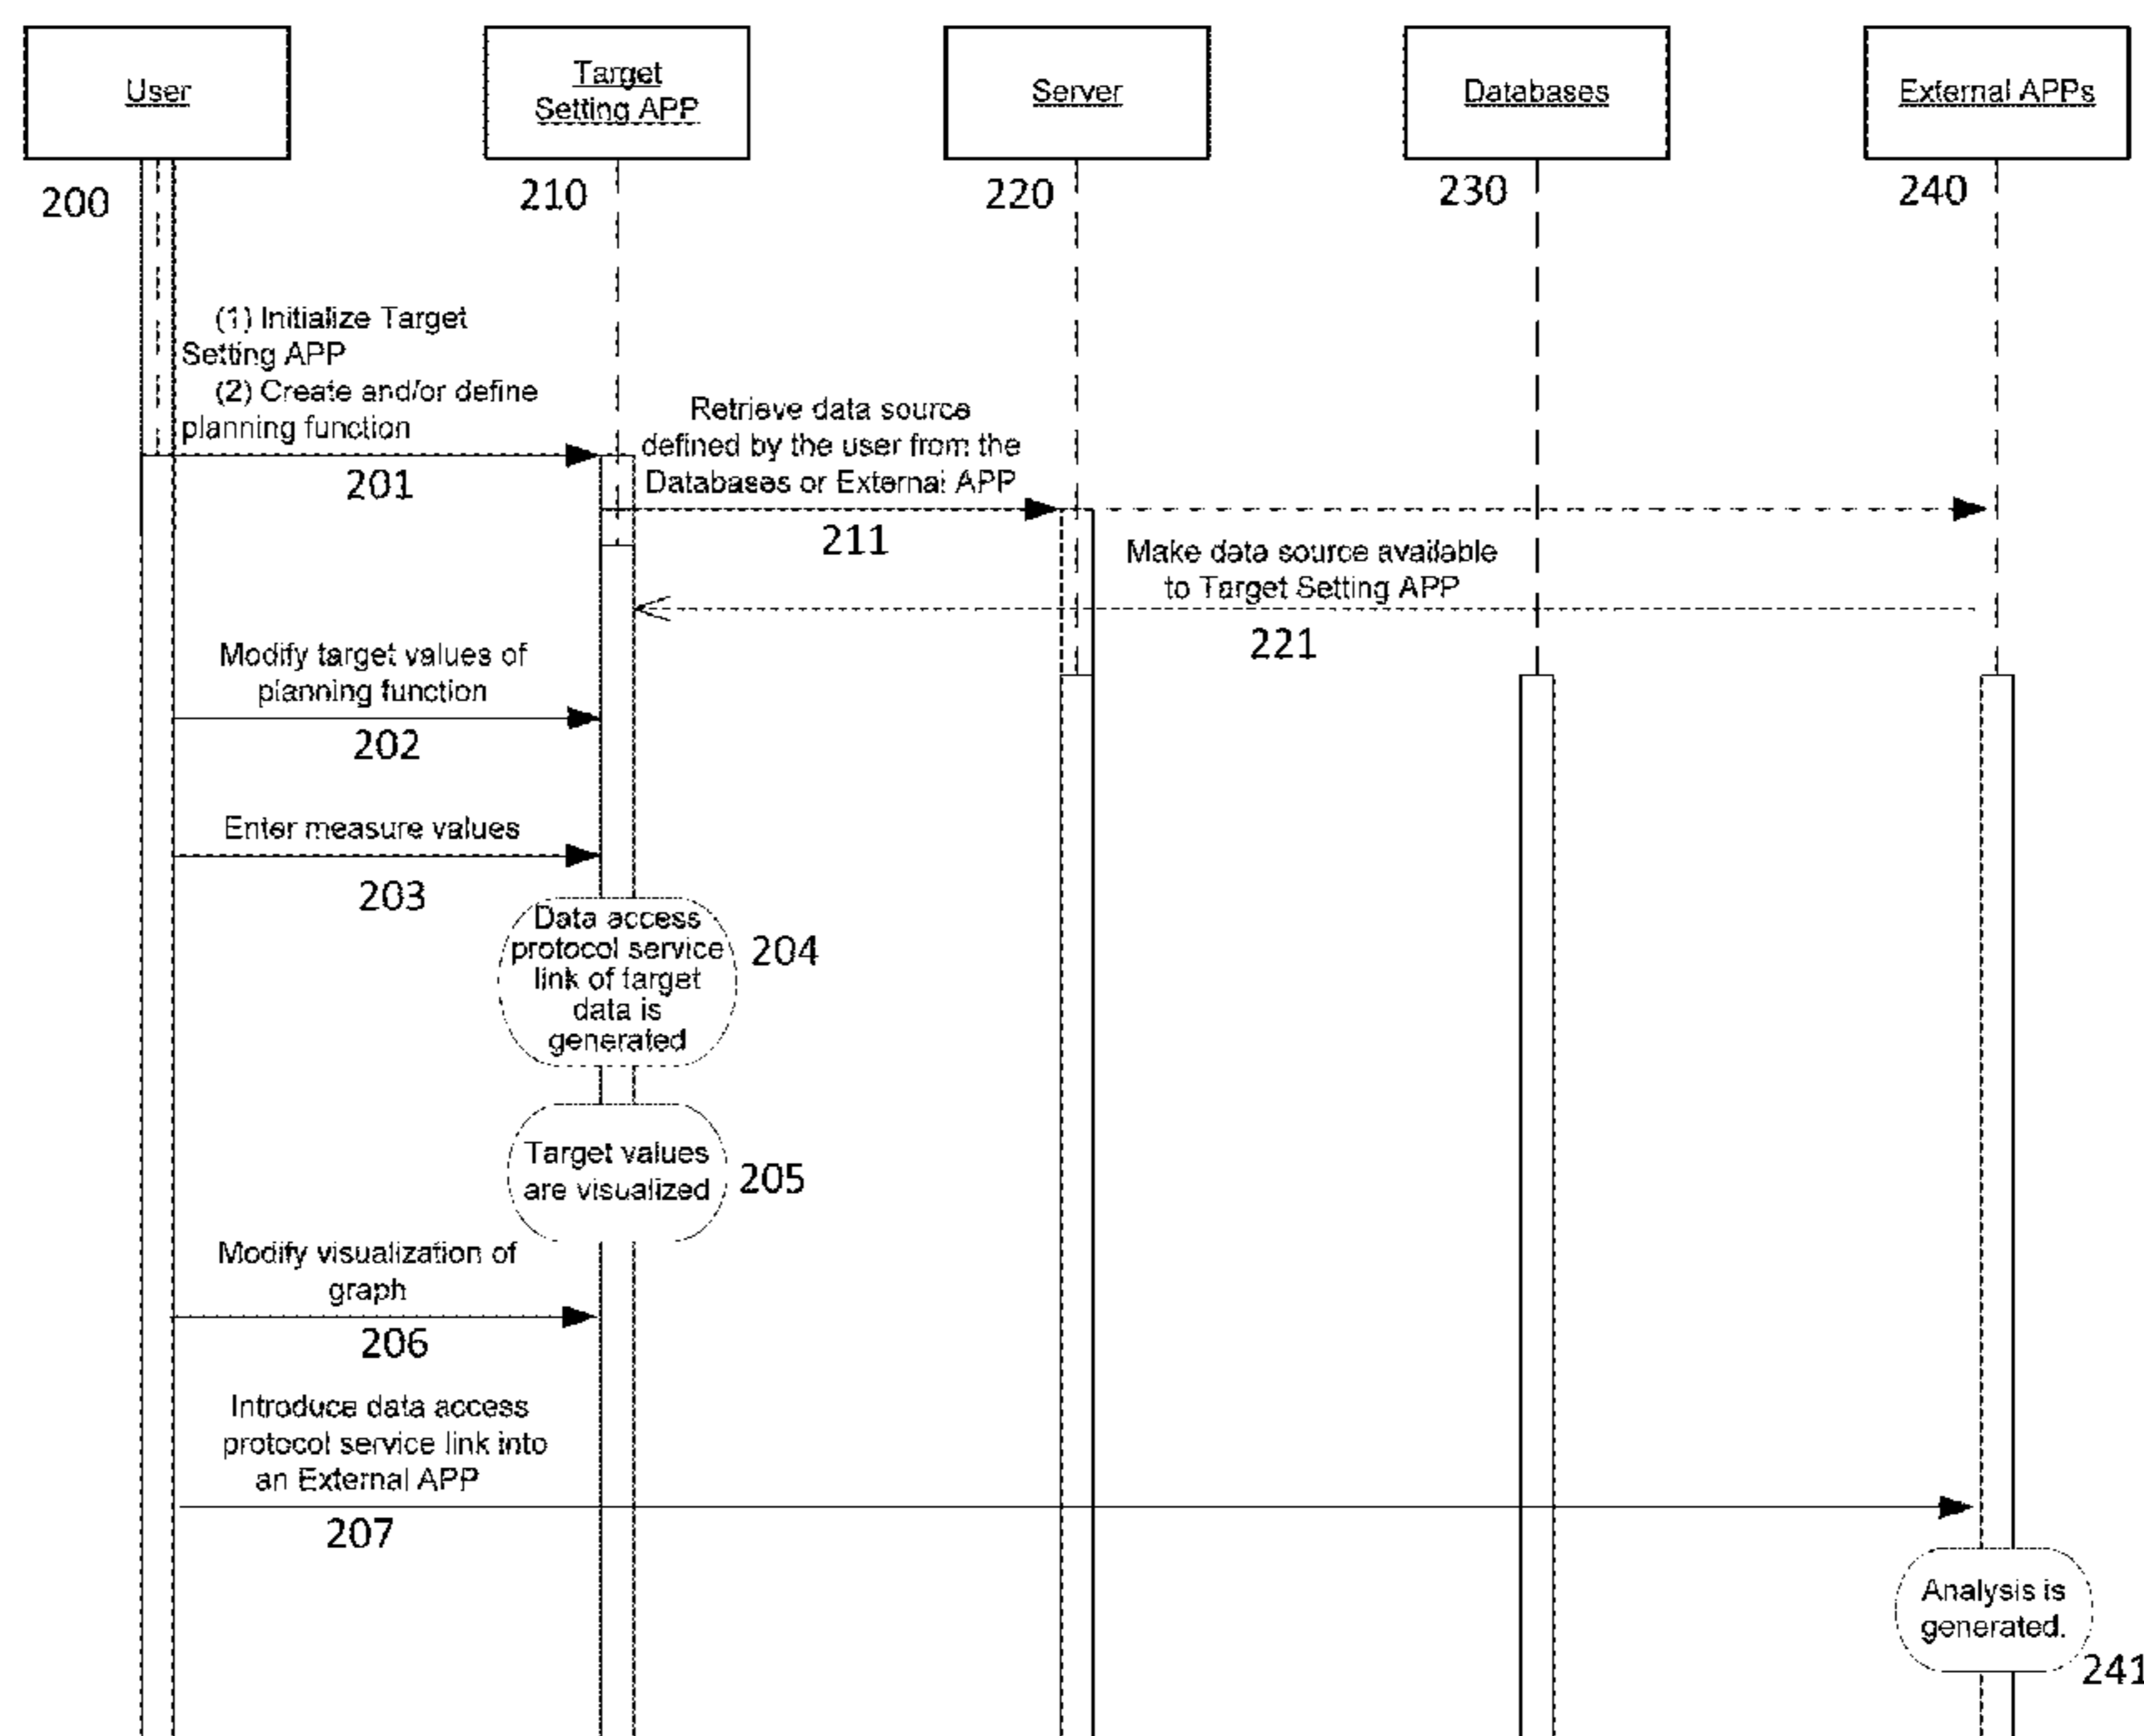 User
Target
Setting APP
Server
Databases
External APPs
200
210
220
230
240
(1) Initialize Target
Setting APP
(2) Create and/or define
planning function
201
Retrieve data source
defined by the user from the
Databases or External APP
211
Make data source available
to Target Setting APP
221
Modify target values of
planning function
202
Enter measure values
203
Data access
protocol service
link of target
data is
generated
204
Target values
are visualized
205
Modify visualization of
graph
206
Introduce data access
protocol service link into
an External APP
207
Analysis is
generated.
241